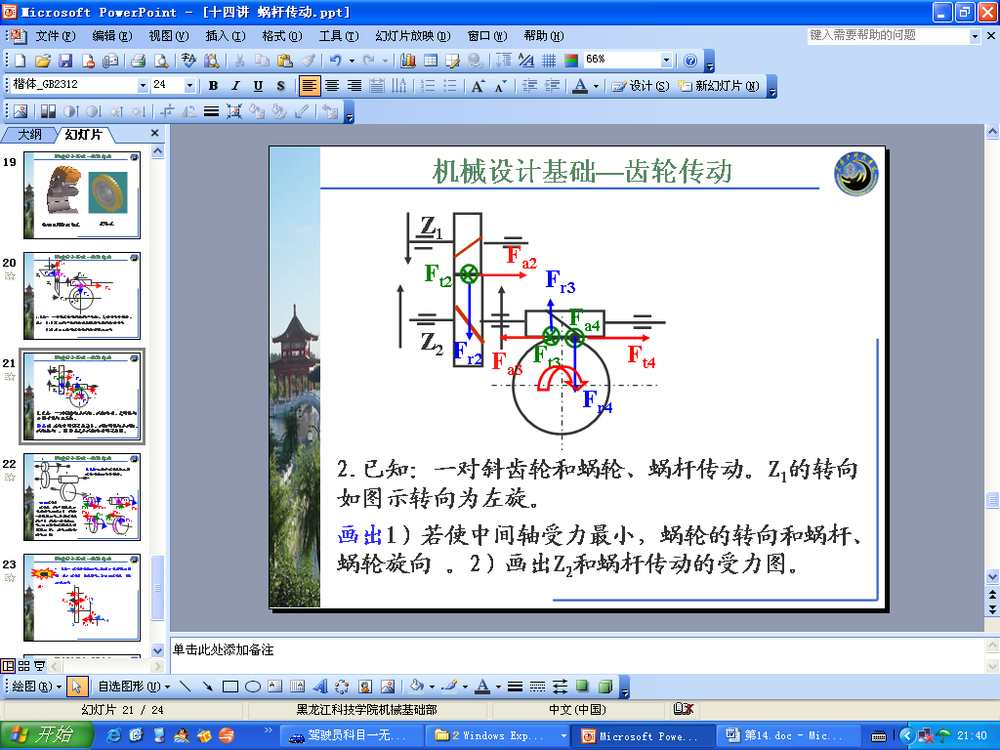 Microsoft PowerPoint - [十四讲 蜗杆传动.ppt]
文件(F) 编辑(E) 视图(V) 插入(I) 格式(O) 工具(T) 幻灯片放映(D) 窗口(W) 帮助(H) 键入需要帮助的问题
66%
楷体_GB2312 24 B I U S A A A 设计(S) 新幻灯片(N)
大纲 幻灯片
19
20
21
22
23
机械设计基础—齿轮传动
Z1
Fa2
Ft2
Fr3
Fa4
Z2
Fr2
Fa3
Ft3
Ft4
Fr4
2.已知：一对斜齿轮和蜗轮、蜗杆传动。Z1的转向
如图示转向为左旋。
画出1）若使中间轴受力最小，蜗轮的转向和蜗杆、
蜗轮旋向 。2）画出Z2和蜗杆传动的受力图。
单击此处添加备注
绘图(R) 自选图形(U) A
幻灯片 21 / 24 黑龙江科技学院机械基础部 中文(中国)
开始 驾驶员科目一无... 2 Windows Exp... Microsoft Powe... 第14.doc - Mic... 21:40